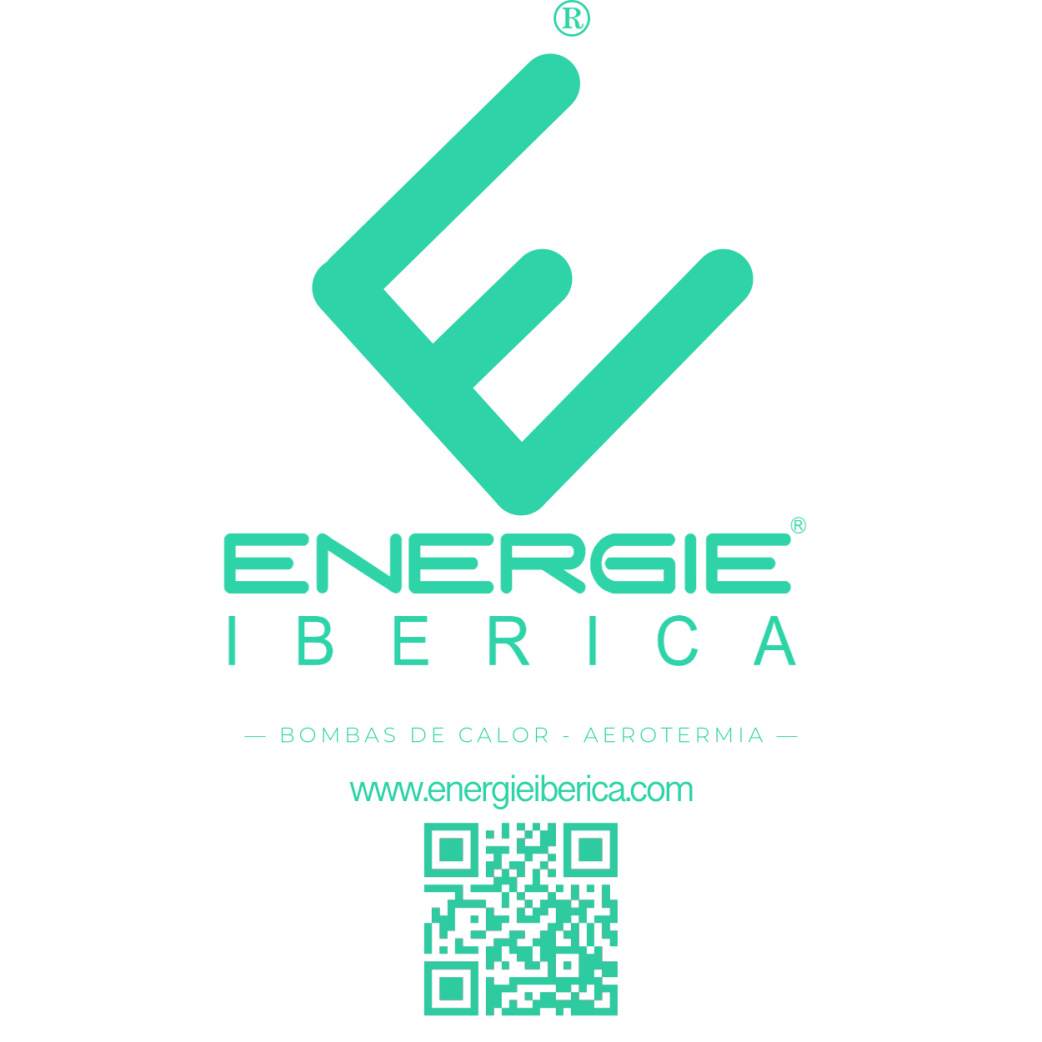 ®
ENERGIE®
IBERICA
— BOMBAS DE CALOR - AEROTERMIA —
www.energieiberica.com